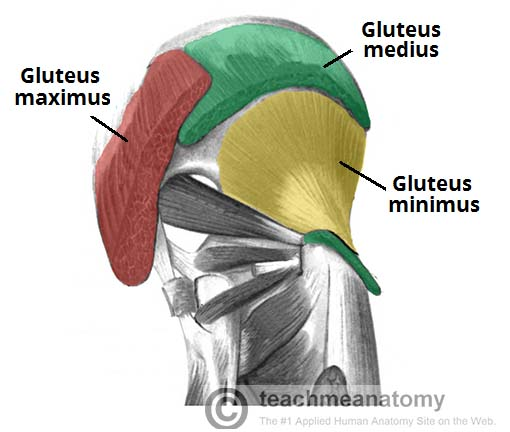 Gluteus
medius
Gluteus
maximus
Gluteus
minimus
© teachmeanatomy
The #1 Applied Human Anatomy Site on the Web.